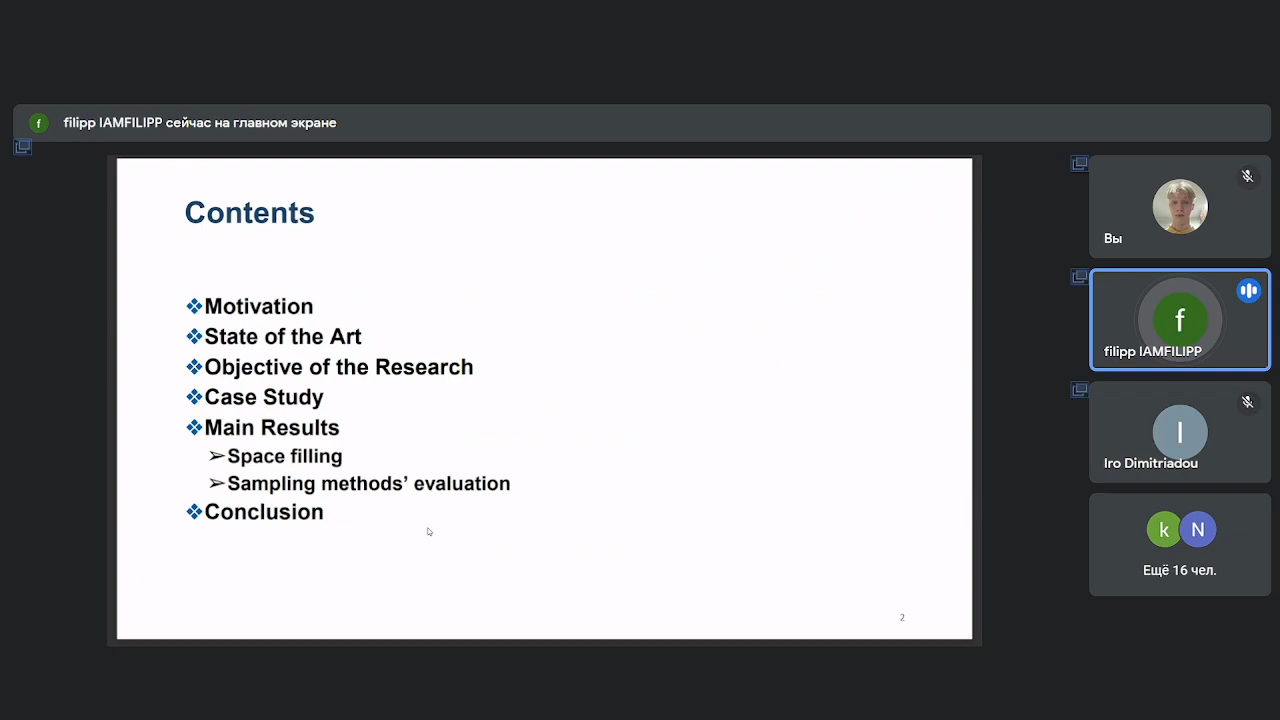 f
filipp IAMFILIPP сейчас на главном экране
Contents
❖Motivation
❖State of the Art
❖Objective of the Research
❖Case Study
❖Main Results
➢Space filling
➢Sampling methods’ evaluation
❖Conclusion
2
Вы
f
filipp IAMFILIPP
I
Iro Dimitriadou
k N
Ещё 16 чел.